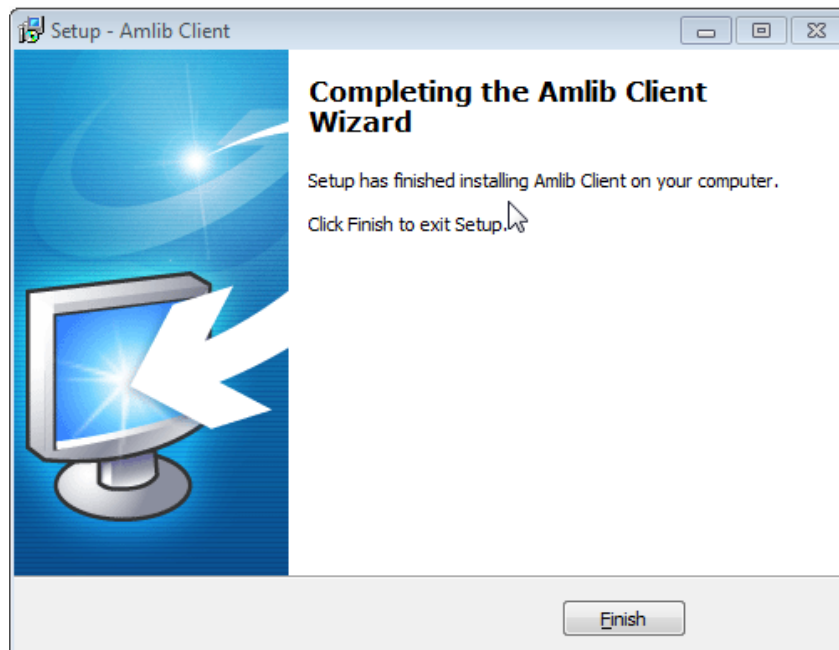 Setup - Amlib Client
Completing the Amlib Client
Wizard
Setup has finished installing Amlib Client on your computer.
Click Finish to exit Setup.
Finish